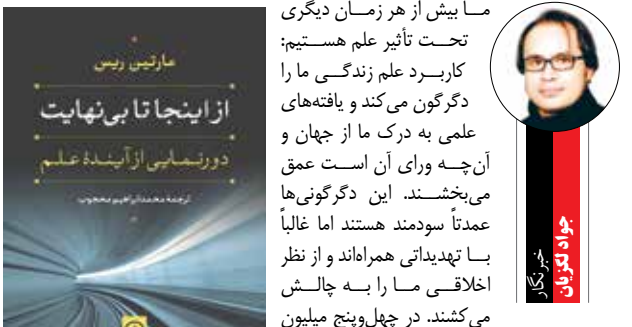 ما بیش از هر زمان دیگری
تحت تأثیر علم هستیم:
کاربرد علم زندگی ما را
دگرگون می‌کند و یافته‌های
علمی به درک ما از جهان و
آن‌چه ورای آن است عمق
می‌بخشند. این دگرگونی‌ها
عمدتاً سودمند هستند اما غالباً
با تهدیداتی همراه‌اند و از نظر
اخلاقی ما را به چالش
می‌کشند. در چهل‌وپنج میلیون
جواد لگزیان
خبرنگار
مارتین ریس
از اینجا تا بی‌نهایت
دورنمایی از آیندهٔ علم
ترجمه محمدابراهیم محجوب